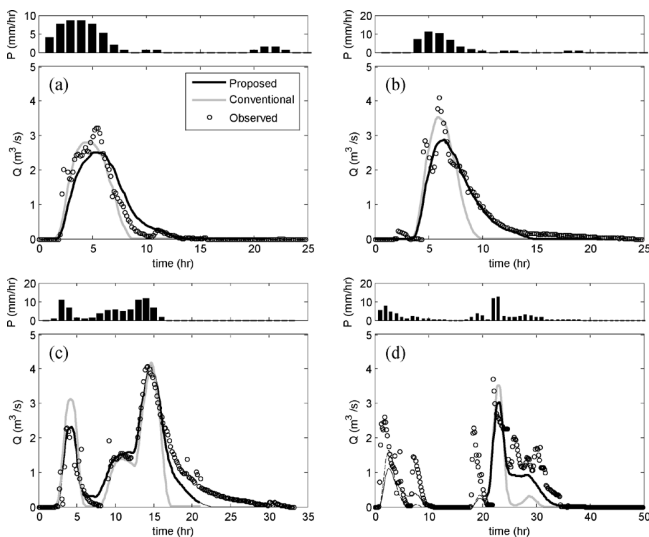 P (mm/hr)
10
5
0
(a)
Proposed
Conventional
Observed
Q (m³/s)
5
4
3
2
1
0
0 5 10 15 20 25
time (hr)
P (mm/hr)
20
10
0
(b)
Q (m³/s)
5
4
3
2
1
0
0 5 10 15 20 25
time (hr)
P (mm/hr)
20
10
0
(c)
Q (m³/s)
5
4
3
2
1
0
0 5 10 15 20 25 30 35
time (hr)
P (mm/hr)
20
10
0
(d)
Q (m³/s)
5
4
3
2
1
0
0 10 20 30 40 50
time (hr)